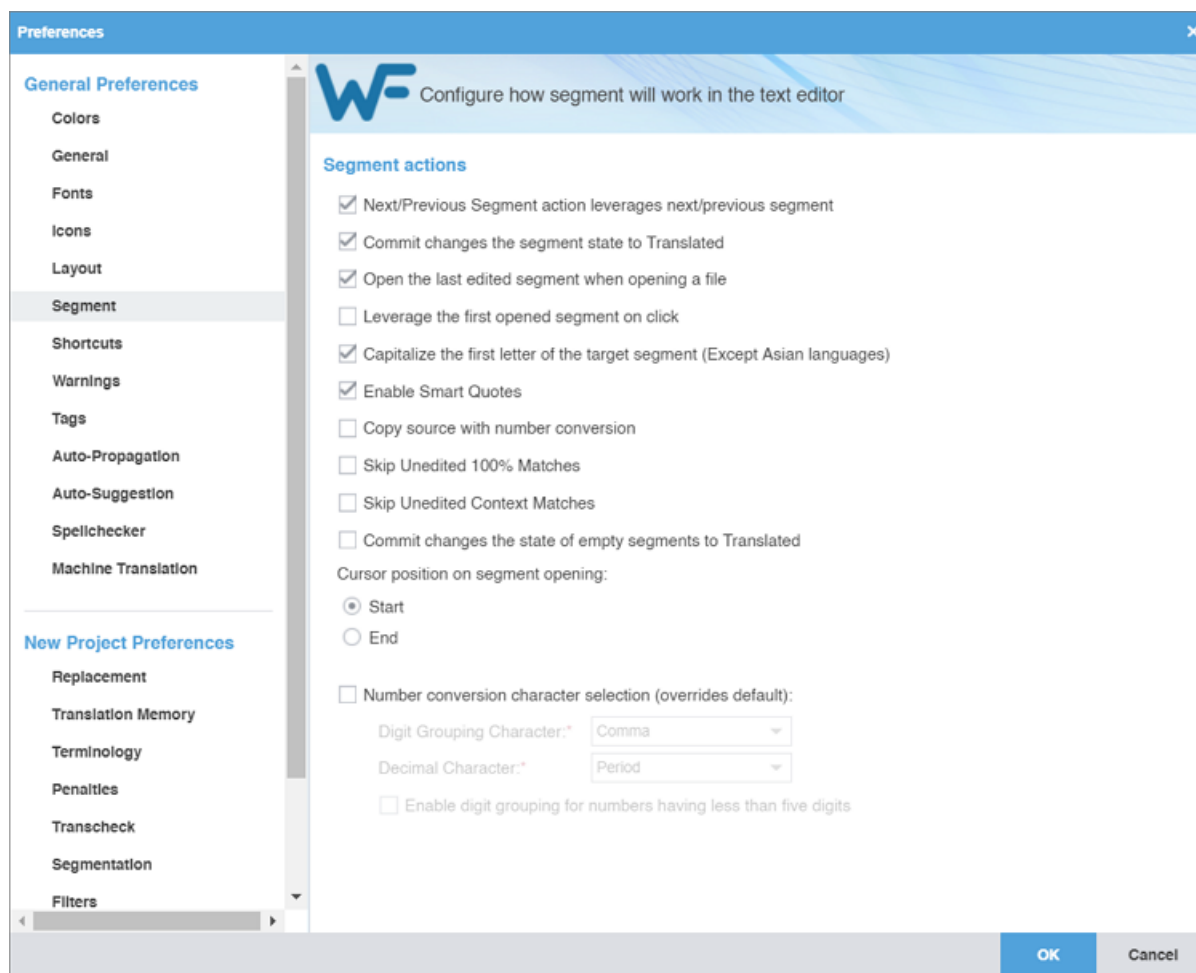 Preferences
General Preferences
Colors
General
Fonts
Icons
Layout
Segment
Shortcuts
Warnings
Tags
Auto-Propagation
Auto-Suggestion
Spellchecker
Machine Translation
New Project Preferences
Replacement
Translation Memory
Terminology
Penalties
Transcheck
Segmentation
Filters
WF
Configure how segment will work in the text editor
Segment actions
Next/Previous Segment action leverages next/previous segment
Commit changes the segment state to Translated
Open the last edited segment when opening a file
Leverage the first opened segment on click
Capitalize the first letter of the target segment (Except Asian languages)
Enable Smart Quotes
Copy source with number conversion
Skip Unedited 100% Matches
Skip Unedited Context Matches
Commit changes the state of empty segments to Translated
Cursor position on segment opening:
Start
End
Number conversion character selection (overrides default):
Digit Grouping Character:* Comma
Decimal Character:* Period
Enable digit grouping for numbers having less than five digits
OK Cancel